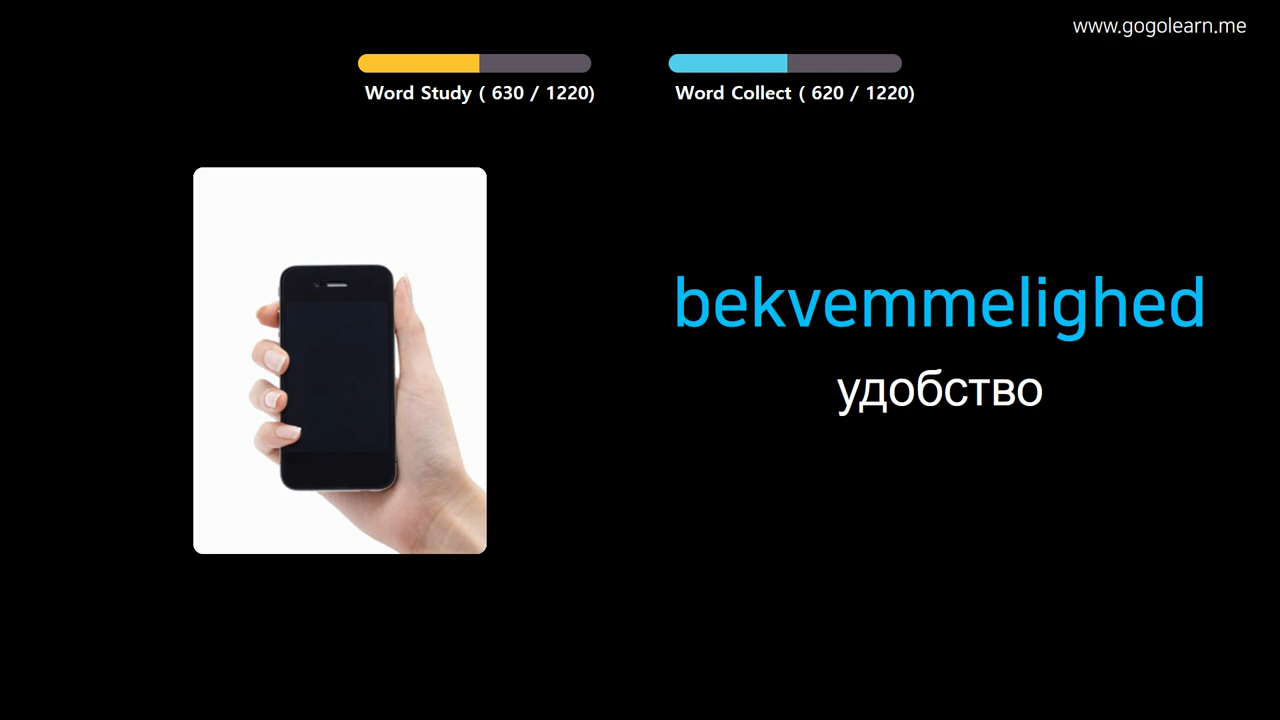 www.gogolearn.me
Word Study ( 630 / 1220)
Word Collect ( 620 / 1220)
bekvemmelighed
удобство